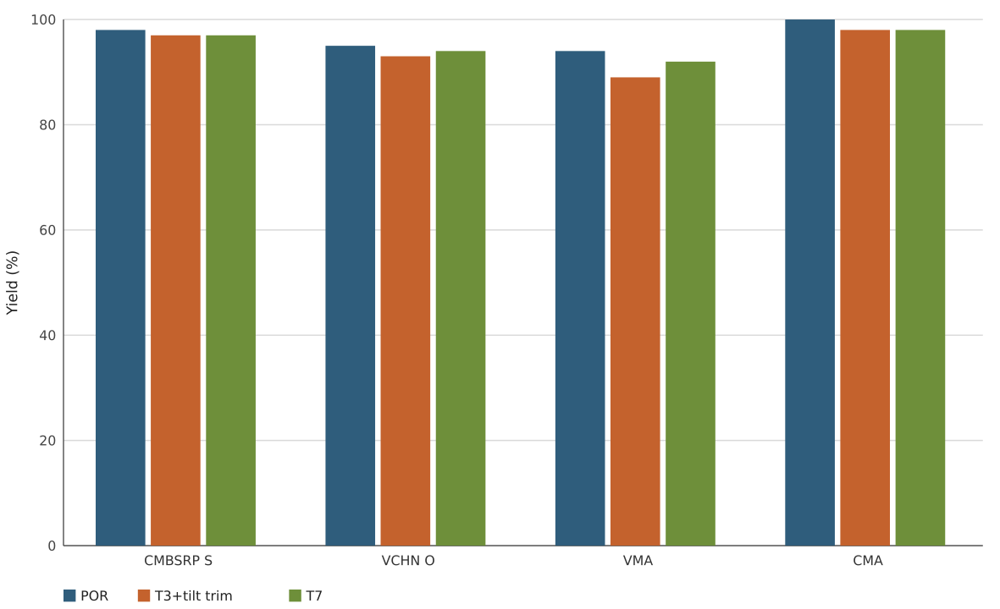 100
80
60
40
20
0
Yield (%)
CMBSRP S
VCHN O
VMA
CMA
POR
T3+tilt trim
T7